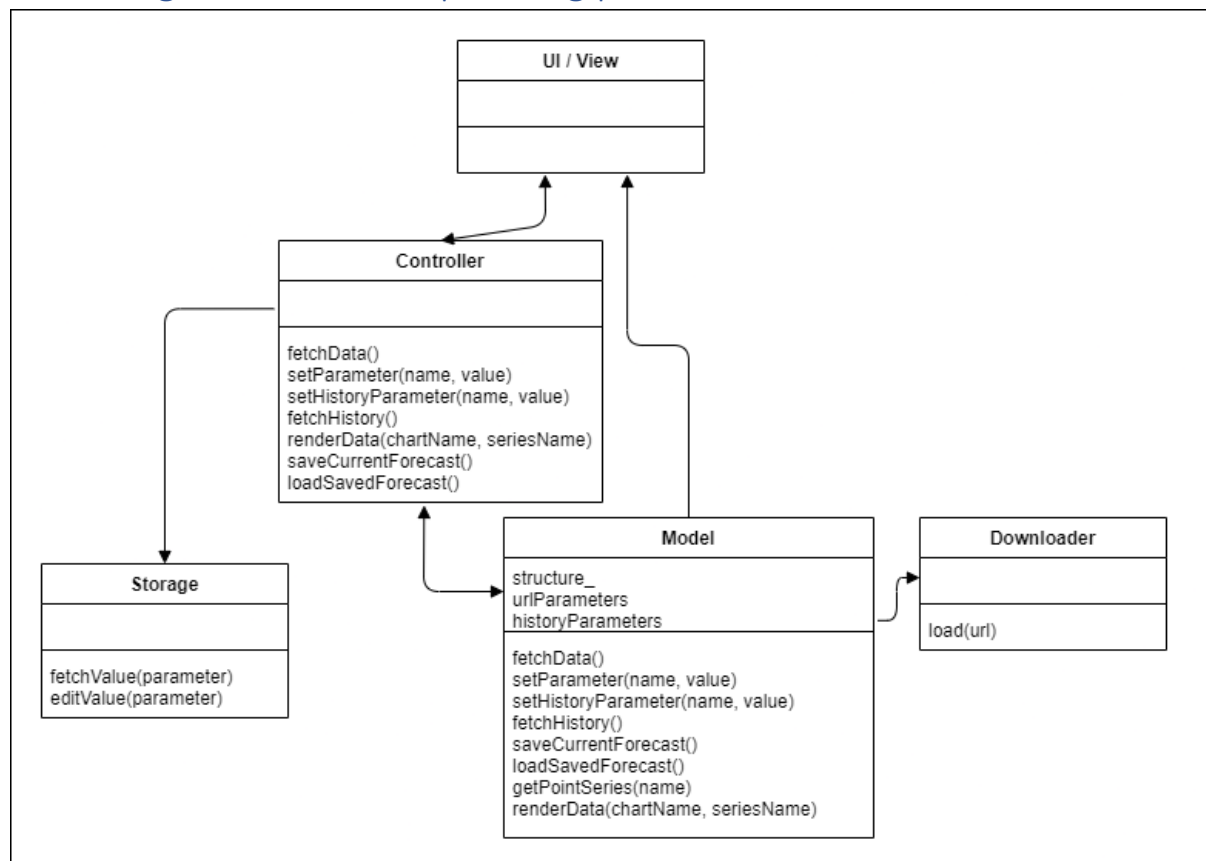 UI / View
Controller
fetchData()
setParameter(name, value)
setHistoryParameter(name, value)
fetchHistory()
renderData(chartName, seriesName)
saveCurrentForecast()
loadSavedForecast()
Storage
fetchValue(parameter)
editValue(parameter)
Model
structure_
urlParameters
historyParameters
fetchData()
setParameter(name, value)
setHistoryParameter(name, value)
fetchHistory()
saveCurrentForecast()
loadSavedForecast()
getPointSeries(name)
renderData(chartName, seriesName)
Downloader
load(url)